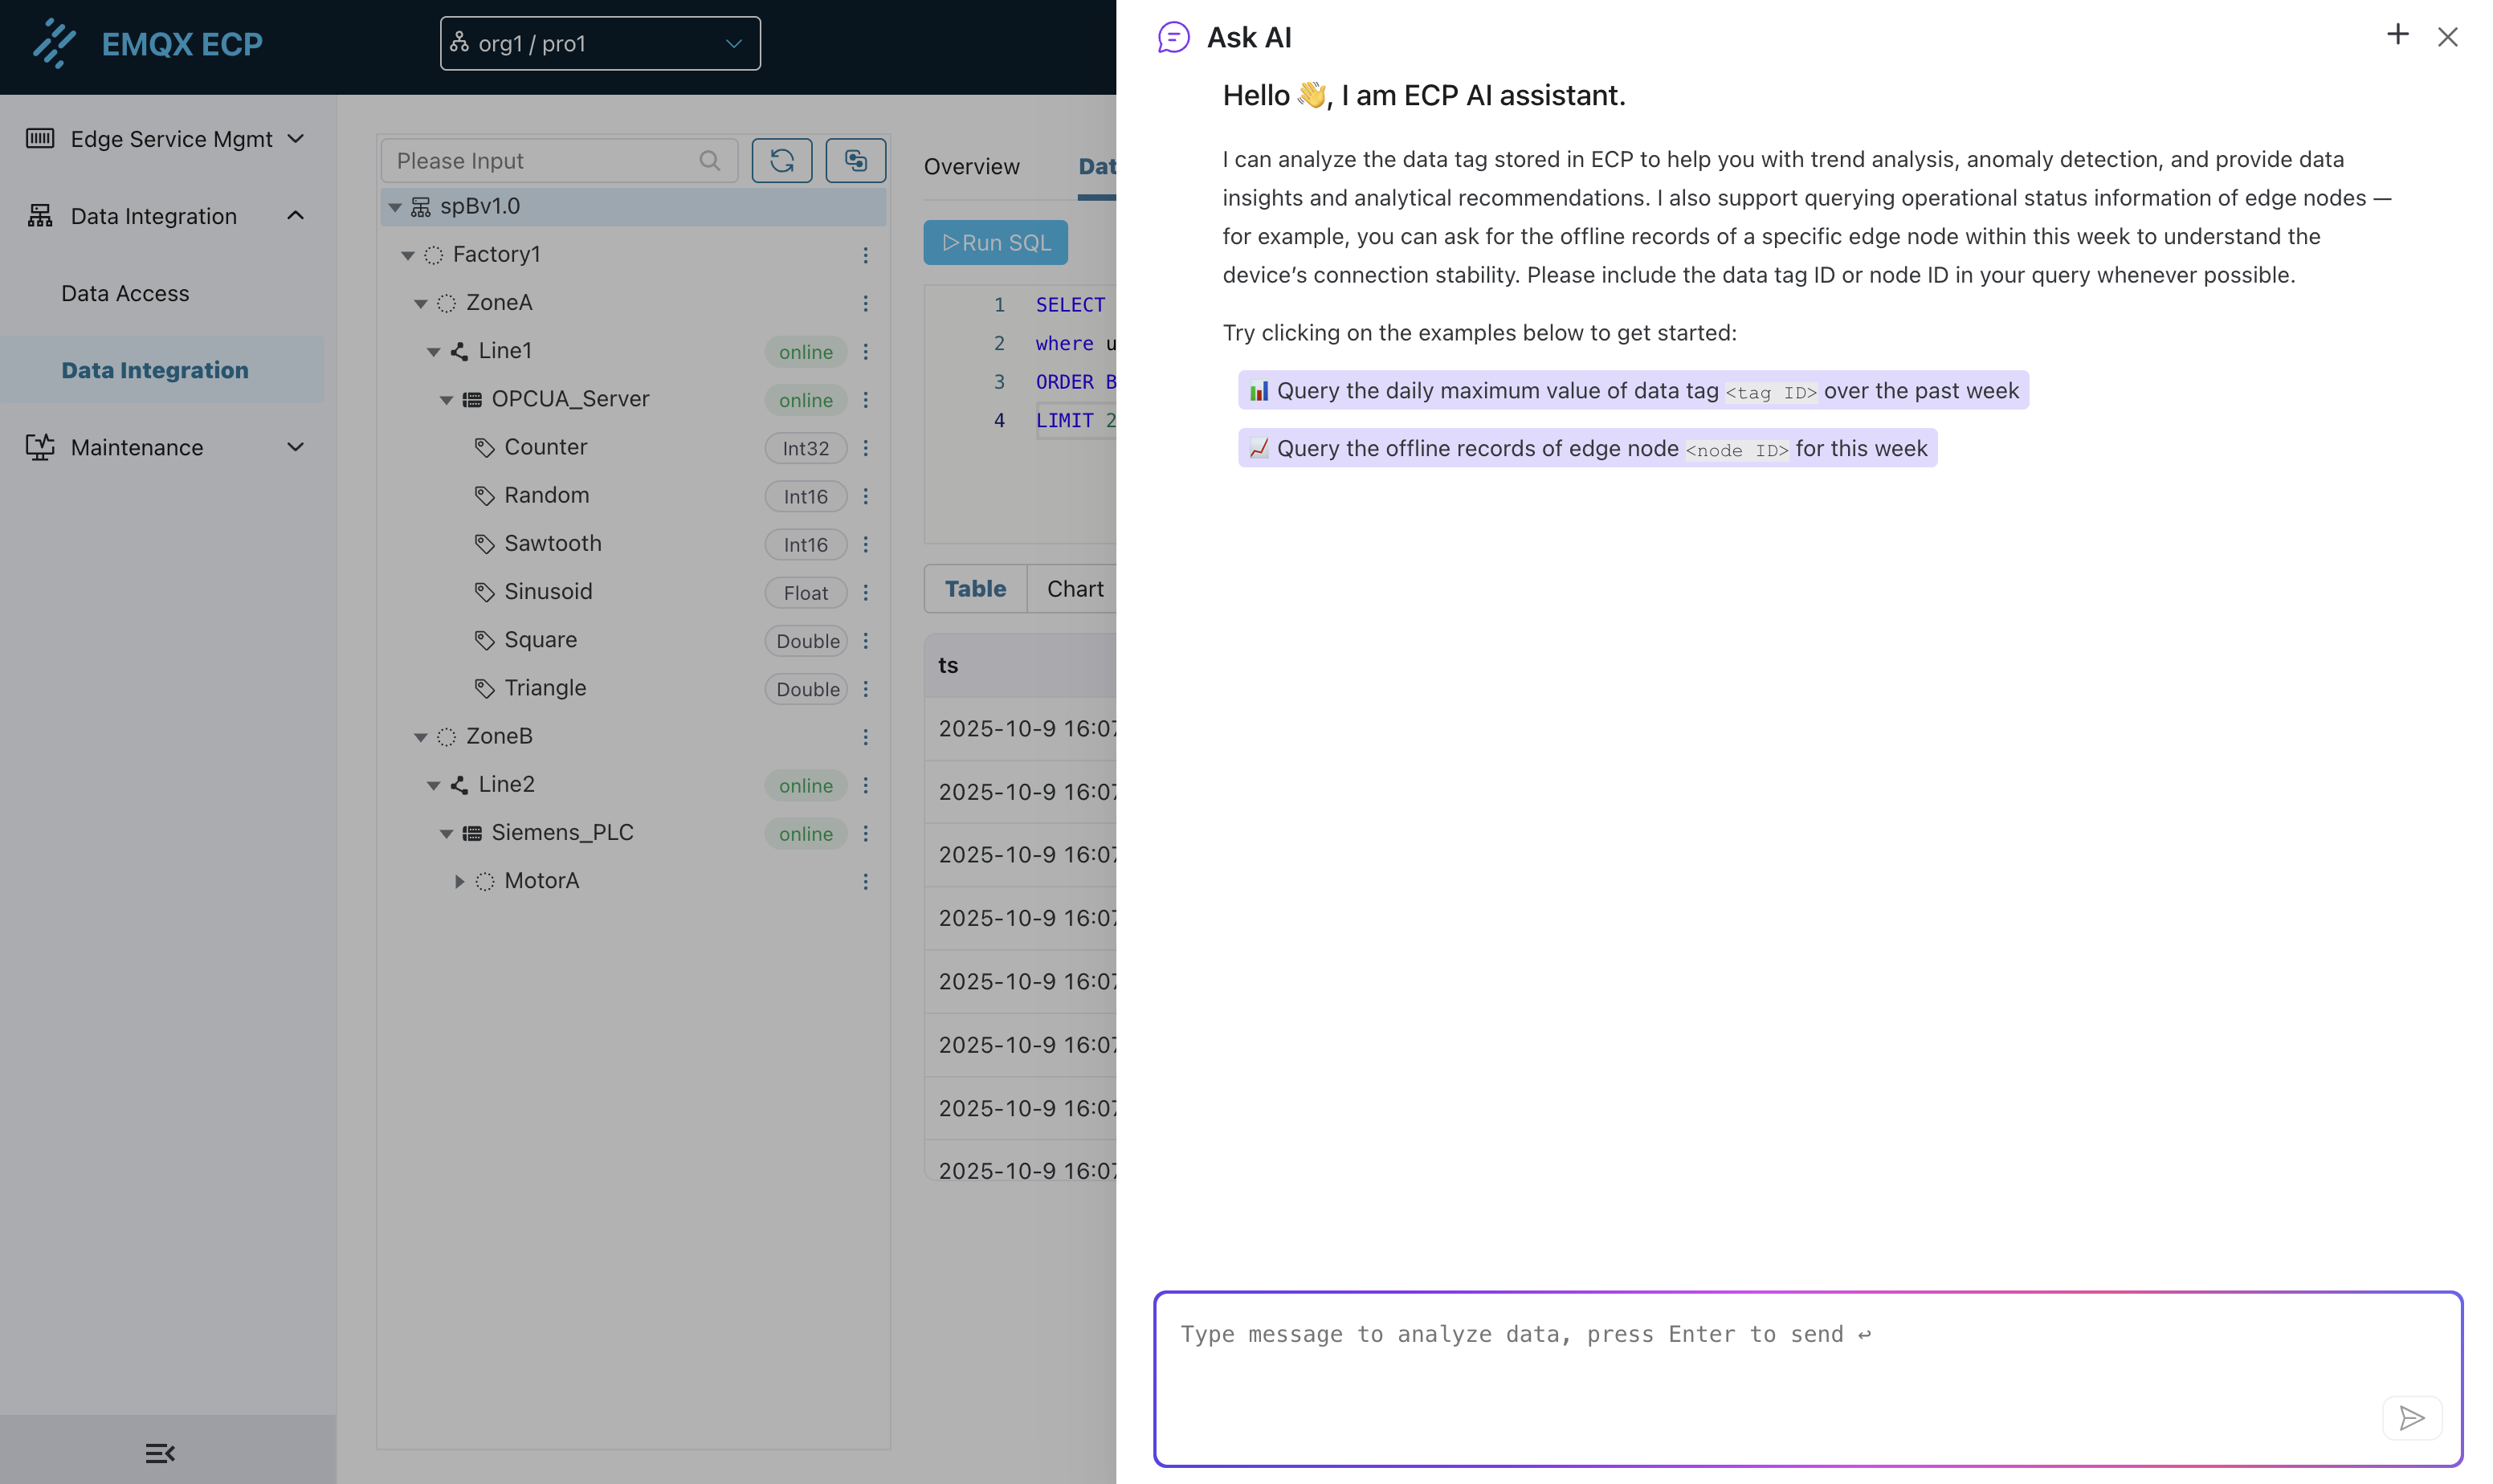 EMQX ECP
org1 / pro1
Edge Service Mgmt
Data Integration
Data Access
Data Integration
Maintenance
Please Input
spBv1.0
Factory1
ZoneA
Line1 online
OPCUA_Server online
Counter Int32
Random Int16
Sawtooth Int16
Sinusoid Float
Square Double
Triangle Double
ZoneB
Line2 online
Siemens_PLC online
MotorA
Overview Dat
Run SQL
1 SELECT
2 where u
3 ORDER B
4 LIMIT 2
Table Chart
ts
2025-10-9 16:07
2025-10-9 16:07
2025-10-9 16:07
2025-10-9 16:07
2025-10-9 16:07
2025-10-9 16:07
2025-10-9 16:07
2025-10-9 16:07
Ask AI
Hello 👋, I am ECP AI assistant.
I can analyze the data tag stored in ECP to help you with trend analysis, anomaly detection, and provide data
insights and analytical recommendations. I also support querying operational status information of edge nodes —
for example, you can ask for the offline records of a specific edge node within this week to understand the
device’s connection stability. Please include the data tag ID or node ID in your query whenever possible.
Try clicking on the examples below to get started:
📊 Query the daily maximum value of data tag <tag ID> over the past week
📈 Query the offline records of edge node <node ID> for this week
Type message to analyze data, press Enter to send ↩